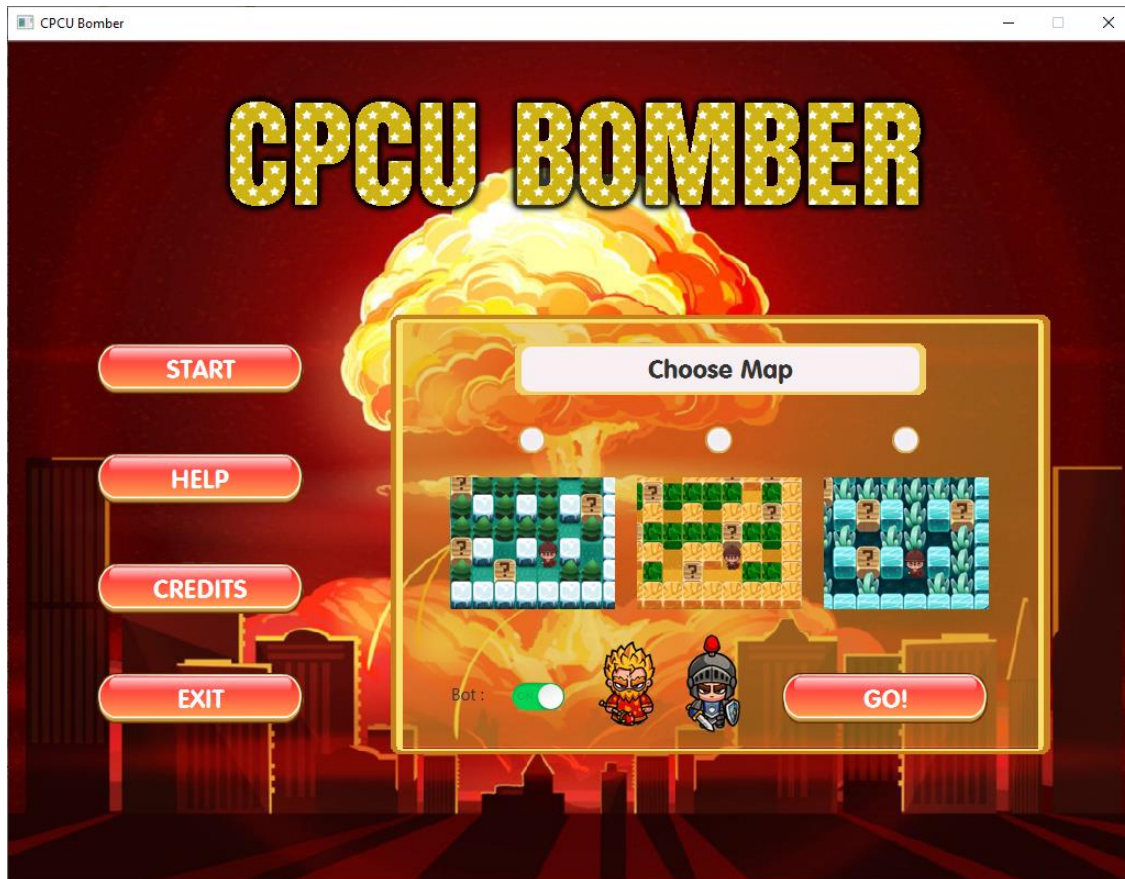 CPCU Bomber
CPCU BOMBER
START
HELP
CREDITS
EXIT
Choose Map
Bot :
GO!